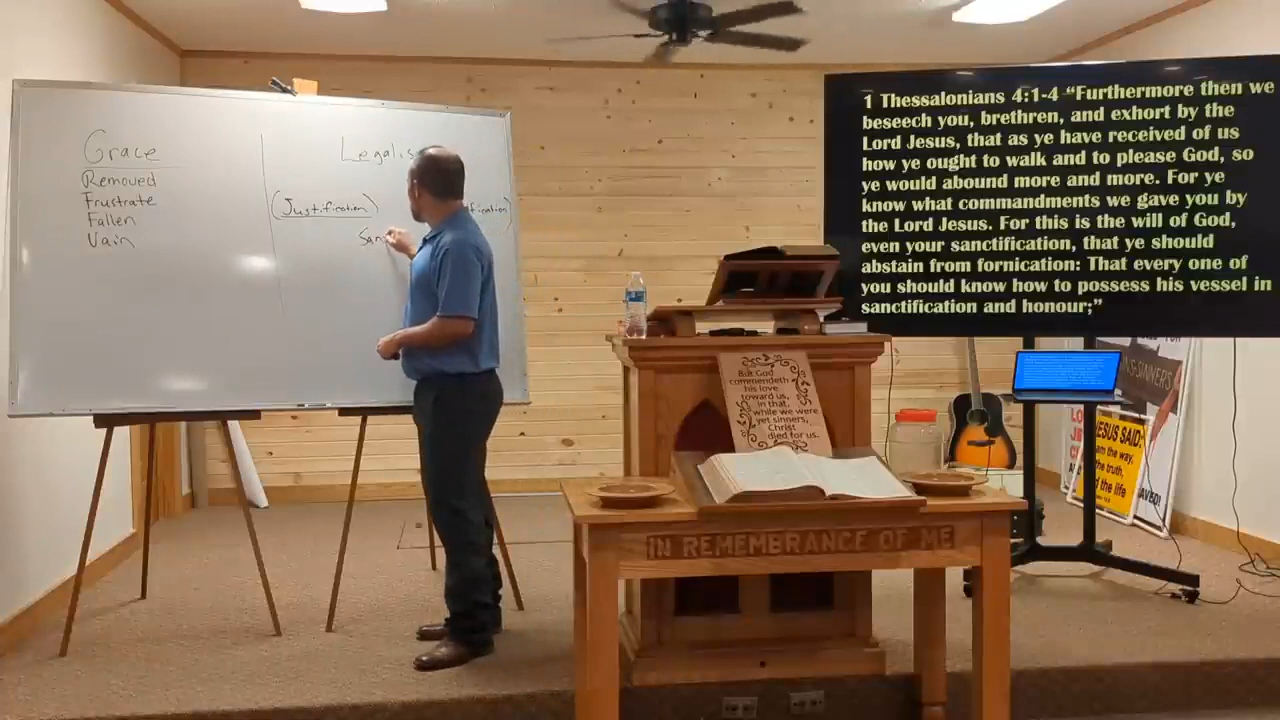 Grace
Removed
Frustrate
Fallen
Vain
Legalis
(Justification)
fication)
San
1 Thessalonians 4:1-4 “Furthermore then we
beseech you, brethren, and exhort by the
Lord Jesus, that as ye have received of us
how ye ought to walk and to please God, so
ye would abound more and more. For ye
know what commandments we gave you by
the Lord Jesus. For this is the will of God,
even your sanctification, that ye should
abstain from fornication: That every one of
you should know how to possess his vessel in
sanctification and honour;”
But God
commendeth
his love
toward us,
in that,
while we were
yet sinners,
Christ
died for us.
IN REMEMBRANCE OF ME
JESUS SAID:
am the way,
the truth,
d the life
SINNERS
AVED!